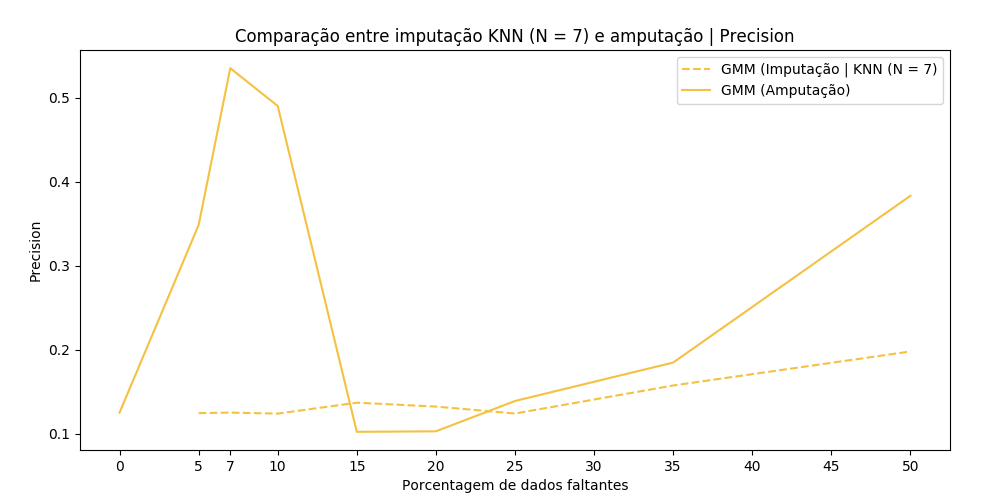 Comparação entre imputação KNN (N = 7) e amputação | Precision
GMM (Imputação | KNN (N = 7)
GMM (Amputação)
Precision
0.5
0.4
0.3
0.2
0.1
0 5 7 10 15 20 25 30 35 40 45 50
Porcentagem de dados faltantes